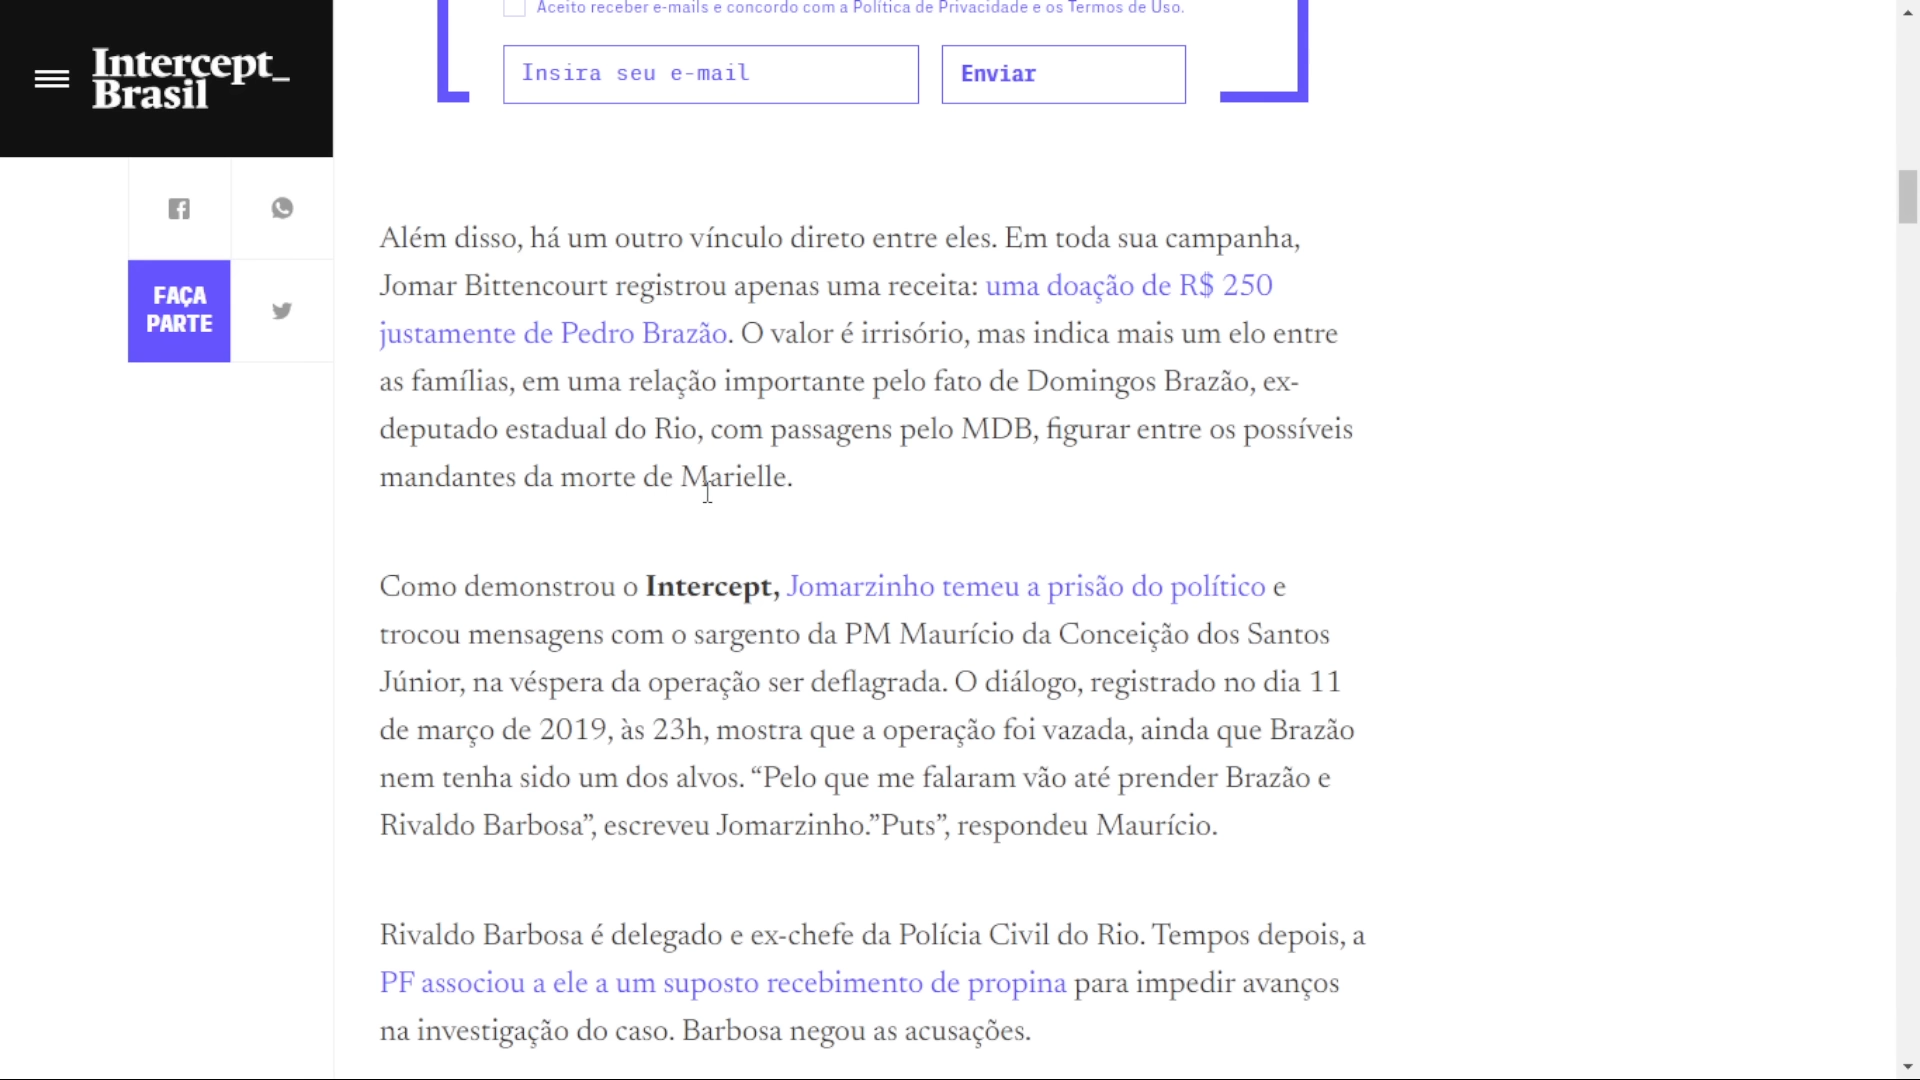 Aceito receber e-mails e concordo com a Política de Privacidade e os Termos de Uso.
Intercept_
Brasil
Insira seu e-mail
Enviar
FAÇA
PARTE
Além disso, há um outro vínculo direto entre eles. Em toda sua campanha,
Jomar Bittencourt registrou apenas uma receita: uma doação de R$ 250
justamente de Pedro Brazão. O valor é irrisório, mas indica mais um elo entre
as famílias, em uma relação importante pelo fato de Domingos Brazão, ex-
deputado estadual do Rio, com passagens pelo MDB, figurar entre os possíveis
mandantes da morte de Marielle.
Como demonstrou o Intercept, Jomarzinho temeu a prisão do político e
trocou mensagens com o sargento da PM Maurício da Conceição dos Santos
Júnior, na véspera da operação ser deflagrada. O diálogo, registrado no dia 11
de março de 2019, às 23h, mostra que a operação foi vazada, ainda que Brazão
nem tenha sido um dos alvos. “Pelo que me falaram vão até prender Brazão e
Rivaldo Barbosa”, escreveu Jomarzinho.”Puts”, respondeu Maurício.
Rivaldo Barbosa é delegado e ex-chefe da Polícia Civil do Rio. Tempos depois, a
PF associou a ele a um suposto recebimento de propina para impedir avanços
na investigação do caso. Barbosa negou as acusações.